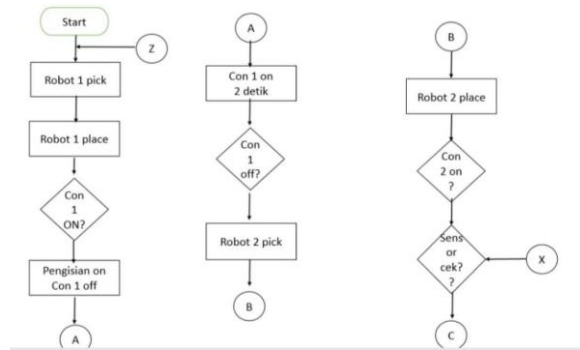 Start
Z
Robot 1 pick
Robot 1 place
Con
1
ON?
Pengisian on
Con 1 off
A
A
Con 1 on
2 detik
Con
1
off?
Robot 2 pick
B
B
Robot 2 place
Con
2 on
?
Sens
or
cek?
?
X
C